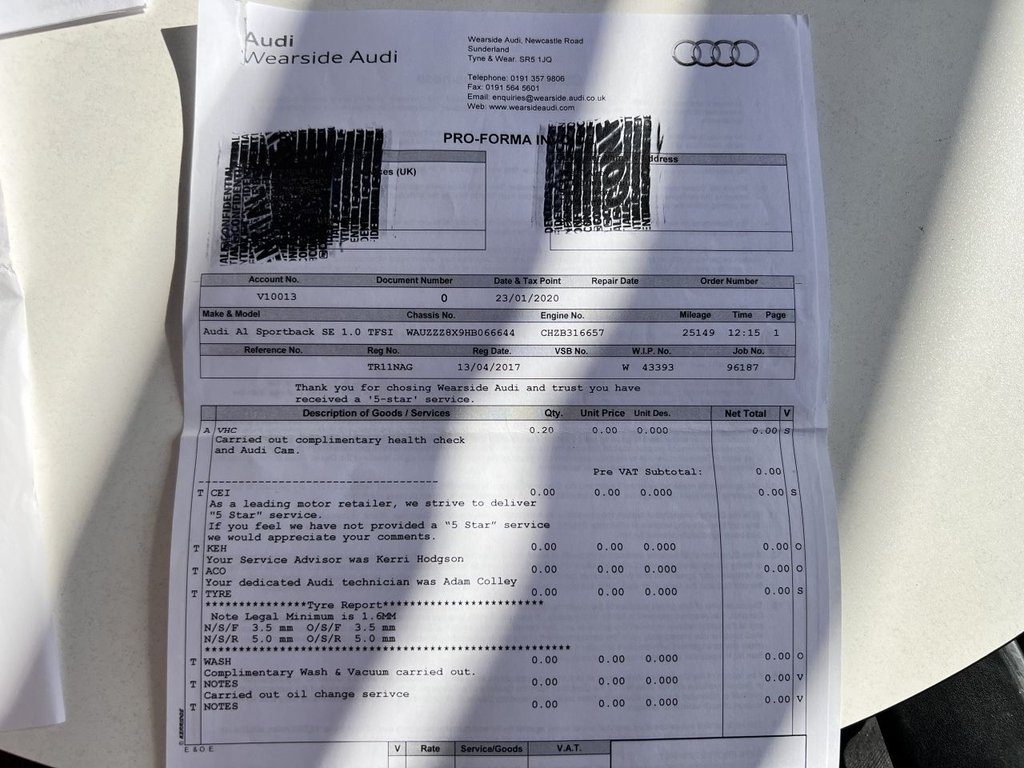 Audi
Wearside Audi
Wearside Audi, Newcastle Road
Sunderland
Tyne & Wear. SR5 1JQ
Telephone: 0191 357 9806
Fax: 0191 564 5601
Email: enquiries@wearside.audi.co.uk
Web: www.wearsideaudi.com
PRO-FORMA IN
(UK)
Account No. Document Number Date & Tax Point Repair Date Order Number
V10013 0 23/01/2020
Make & Model Chassis No. Engine No. Mileage Time Page
Audi A1 Sportback SE 1.0 TFSI WAUZZZ8X9HB066644 CHZB316657 25149 12:15 1
Reference No. Reg No. Reg Date. VSB No. W.I.P. No. Job No.
TR11NAG 13/04/2017 W 43393 96187
Thank you for chosing Wearside Audi and trust you have
received a '5-star' service.
Description of Goods / Services Qty. Unit Price Unit Des. Net Total V
A VHC 0.20 0.00 0.000 0.00 S
Carried out complimentary health check
and Audi Cam.
Pre VAT Subtotal: 0.00
T CEI 0.00 0.00 0.000 0.00 S
As a leading motor retailer, we strive to deliver
"5 Star" service.
If you feel we have not provided a "5 Star" service
we would appreciate your comments.
T KEH 0.00 0.00 0.000 0.00 O
Your Service Advisor was Kerri Hodgson
T ACO 0.00 0.00 0.000 0.00 O
Your dedicated Audi technician was Adam Colley
T TYRE 0.00 0.00 0.000 0.00 S
***************Tyre Report***********************
Note Legal Minimum is 1.6MM
N/S/F 3.5 mm O/S/F 3.5 mm
N/S/R 5.0 mm O/S/R 5.0 mm
T WASH 0.00 0.00 0.000 0.00 O
Complimentary Wash & Vacuum carried out.
T NOTES 0.00 0.00 0.000 0.00 V
Carried out oil change serivce
T NOTES 0.00 0.00 0.000 0.00 V
© KERRIDGE
E & O E
V Rate Service/Goods V.A.T.